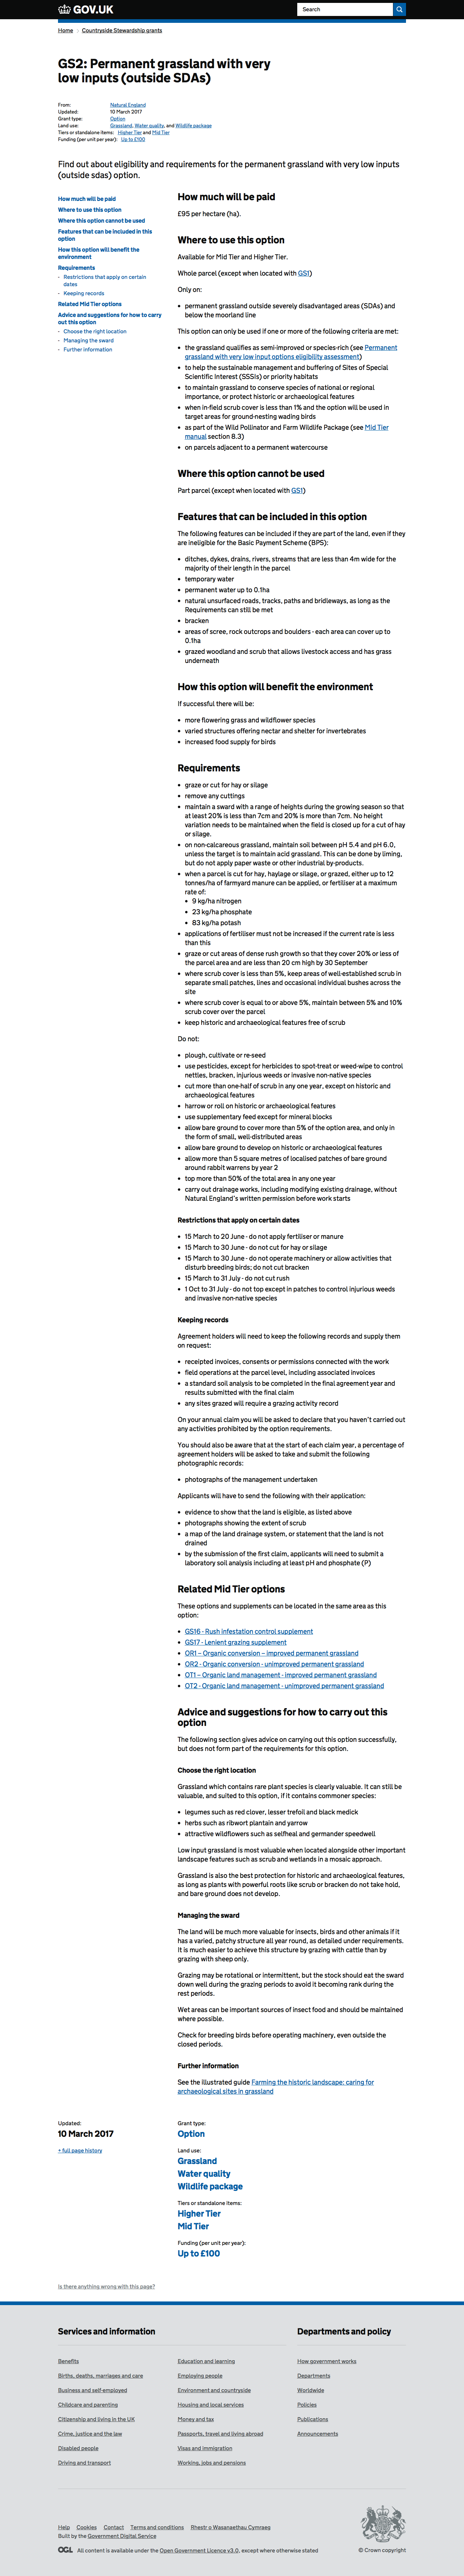 GOV.UK
Search
Home
Countryside Stewardship grants
GS2: Permanent grassland with very
low inputs (outside SDAs)
From: Natural England
Updated: 10 March 2017
Grant type: Option
Land use: Grassland, Water quality, and Wildlife package
Tiers or standalone items: Higher Tier and Mid Tier
Funding (per unit per year): Up to £100
Find out about eligibility and requirements for the permanent grassland with very low inputs
(outside sdas) option.
How much will be paid
Where to use this option
Where this option cannot be used
Features that can be included in this
option
How this option will benefit the
environment
Requirements
- Restrictions that apply on certain
dates
- Keeping records
Related Mid Tier options
Advice and suggestions for how to carry
out this option
- Choose the right location
- Managing the sward
- Further information
How much will be paid
£95 per hectare (ha).
Where to use this option
Available for Mid Tier and Higher Tier.
Whole parcel (except when located with GS1)
Only on:
• permanent grassland outside severely disadvantaged areas (SDAs) and
below the moorland line
This option can only be used if one or more of the following criteria are met:
• the grassland qualifies as semi-improved or species-rich (see Permanent
grassland with very low input options eligibility assessment)
• to help the sustainable management and buffering of Sites of Special
Scientific Interest (SSSIs) or priority habitats
• to maintain grassland to conserve species of national or regional
importance, or protect historic or archaeological features
• when in-field scrub cover is less than 1% and the option will be used in
target areas for ground-nesting wading birds
• as part of the Wild Pollinator and Farm Wildlife Package (see Mid Tier
manual section 8.3)
• on parcels adjacent to a permanent watercourse
Where this option cannot be used
Part parcel (except when located with GS1)
Features that can be included in this option
The following features can be included if they are part of the land, even if they
are ineligible for the Basic Payment Scheme (BPS):
• ditches, dykes, drains, rivers, streams that are less than 4m wide for the
majority of their length in the parcel
• temporary water
• permanent water up to 0.1ha
• natural unsurfaced roads, tracks, paths and bridleways, as long as the
Requirements can still be met
• bracken
• areas of scree, rock outcrops and boulders - each area can cover up to
0.1ha
• grazed woodland and scrub that allows livestock access and has grass
underneath
How this option will benefit the environment
If successful there will be:
• more flowering grass and wildflower species
• varied structures offering nectar and shelter for invertebrates
• increased food supply for birds
Requirements
• graze or cut for hay or silage
• remove any cuttings
• maintain a sward with a range of heights during the growing season so that
at least 20% is less than 7cm and 20% is more than 7cm. No height
variation needs to be maintained when the field is closed up for a cut of hay
or silage.
• on non-calcareous grassland, maintain soil between pH 5.4 and pH 6.0,
unless the target is to maintain acid grassland. This can be done by liming,
but do not apply paper waste or other industrial by-products.
• when a parcel is cut for hay, haylage or silage, or grazed, either up to 12
tonnes/ha of farmyard manure can be applied, or fertiliser at a maximum
rate of:
• 9 kg/ha nitrogen
• 23 kg/ha phosphate
• 83 kg/ha potash
• applications of fertiliser must not be increased if the current rate is less
than this
• graze or cut areas of dense rush growth so that they cover 20% or less of
the parcel area and are less than 20 cm high by 30 September
• where scrub cover is less than 5%, keep areas of well-established scrub in
separate small patches, lines and occasional individual bushes across the
site
• where scrub cover is equal to or above 5%, maintain between 5% and 10%
scrub cover over the parcel
• keep historic and archaeological features free of scrub
Do not:
• plough, cultivate or re-seed
• use pesticides, except for herbicides to spot-treat or weed-wipe to control
nettles, bracken, injurious weeds or invasive non-native species
• cut more than one-half of scrub in any one year, except on historic and
archaeological features
• harrow or roll on historic or archaeological features
• use supplementary feed except for mineral blocks
• allow bare ground to cover more than 5% of the option area, and only in
the form of small, well-distributed areas
• allow bare ground to develop on historic or archaeological features
• allow more than 5 square metres of localised patches of bare ground
around rabbit warrens by year 2
• top more than 50% of the total area in any one year
• carry out drainage works, including modifying existing drainage, without
Natural England's written permission before work starts
Restrictions that apply on certain dates
• 15 March to 20 June - do not apply fertiliser or manure
• 15 March to 30 June - do not cut for hay or silage
• 15 March to 30 June - do not operate machinery or allow activities that
disturb breeding birds; do not cut bracken
• 15 March to 31 July - do not cut rush
• 1 Oct to 31 July - do not top except in patches to control injurious weeds
and invasive non-native species
Keeping records
Agreement holders will need to keep the following records and supply them
on request:
• receipted invoices, consents or permissions connected with the work
• field operations at the parcel level, including associated invoices
• a standard soil analysis to be completed in the final agreement year and
results submitted with the final claim
• any sites grazed will require a grazing activity record
On your annual claim you will be asked to declare that you haven't carried out
any activities prohibited by the option requirements.
You should also be aware that at the start of each claim year, a percentage of
agreement holders will be asked to take and submit the following
photographic records:
• photographs of the management undertaken
Applicants will have to send the following with their application:
• evidence to show that the land is eligible, as listed above
• photographs showing the extent of scrub
• a map of the land drainage system, or statement that the land is not
drained
• by the submission of the first claim, applicants will need to submit a
laboratory soil analysis including at least pH and phosphate (P)
Related Mid Tier options
These options and supplements can be located in the same area as this
option:
• GS16 - Rush infestation control supplement
• GS17 - Lenient grazing supplement
• OR1 – Organic conversion – improved permanent grassland
• OR2 - Organic conversion - unimproved permanent grassland
• OT1 – Organic land management - improved permanent grassland
• OT2 - Organic land management - unimproved permanent grassland
Advice and suggestions for how to carry out this
option
The following section gives advice on carrying out this option successfully,
but does not form part of the requirements for this option.
Choose the right location
Grassland which contains rare plant species is clearly valuable. It can still be
valuable, and suited to this option, if it contains commoner species:
• legumes such as red clover, lesser trefoil and black medick
• herbs such as ribwort plantain and yarrow
• attractive wildflowers such as selfheal and germander speedwell
Low input grassland is most valuable when located alongside other important
landscape features such as scrub and wetlands in a mosaic approach.
Grassland is also the best protection for historic and archaeological features,
as long as plants with powerful roots like scrub or bracken do not take hold,
and bare ground does not develop.
Managing the sward
The land will be much more valuable for insects, birds and other animals if it
has a varied, patchy structure all year round, as detailed under requirements.
It is much easier to achieve this structure by grazing with cattle than by
grazing with sheep only.
Grazing may be rotational or intermittent, but the stock should eat the sward
down well during the grazing periods to avoid it becoming rank during the
rest periods.
Wet areas can be important sources of insect food and should be maintained
where possible.
Check for breeding birds before operating machinery, even outside the
closed periods.
Further information
See the illustrated guide Farming the historic landscape: caring for
archaeological sites in grassland
Updated:
10 March 2017
+ full page history
Grant type:
Option
Land use:
Grassland
Water quality
Wildlife package
Tiers or standalone items:
Higher Tier
Mid Tier
Funding (per unit per year):
Up to £100
Is there anything wrong with this page?
Services and information
Benefits
Births, deaths, marriages and care
Business and self-employed
Childcare and parenting
Citizenship and living in the UK
Crime, justice and the law
Disabled people
Driving and transport
Education and learning
Employing people
Environment and countryside
Housing and local services
Money and tax
Passports, travel and living abroad
Visas and immigration
Working, jobs and pensions
Departments and policy
How government works
Departments
Worldwide
Policies
Publications
Announcements
Help Cookies Contact Terms and conditions Rhestr o Wasanaethau Cymraeg
Built by the Government Digital Service
OGL All content is available under the Open Government Licence v3.0, except where otherwise stated
© Crown copyright